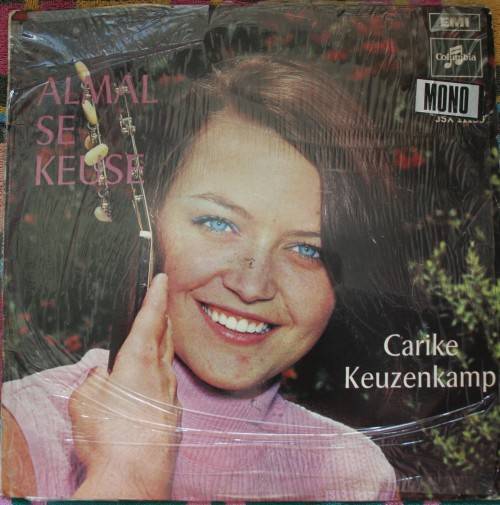 ALMAL
SE
KEUSE
EMI
Columbia
MONO
Carike
Keuzenkamp